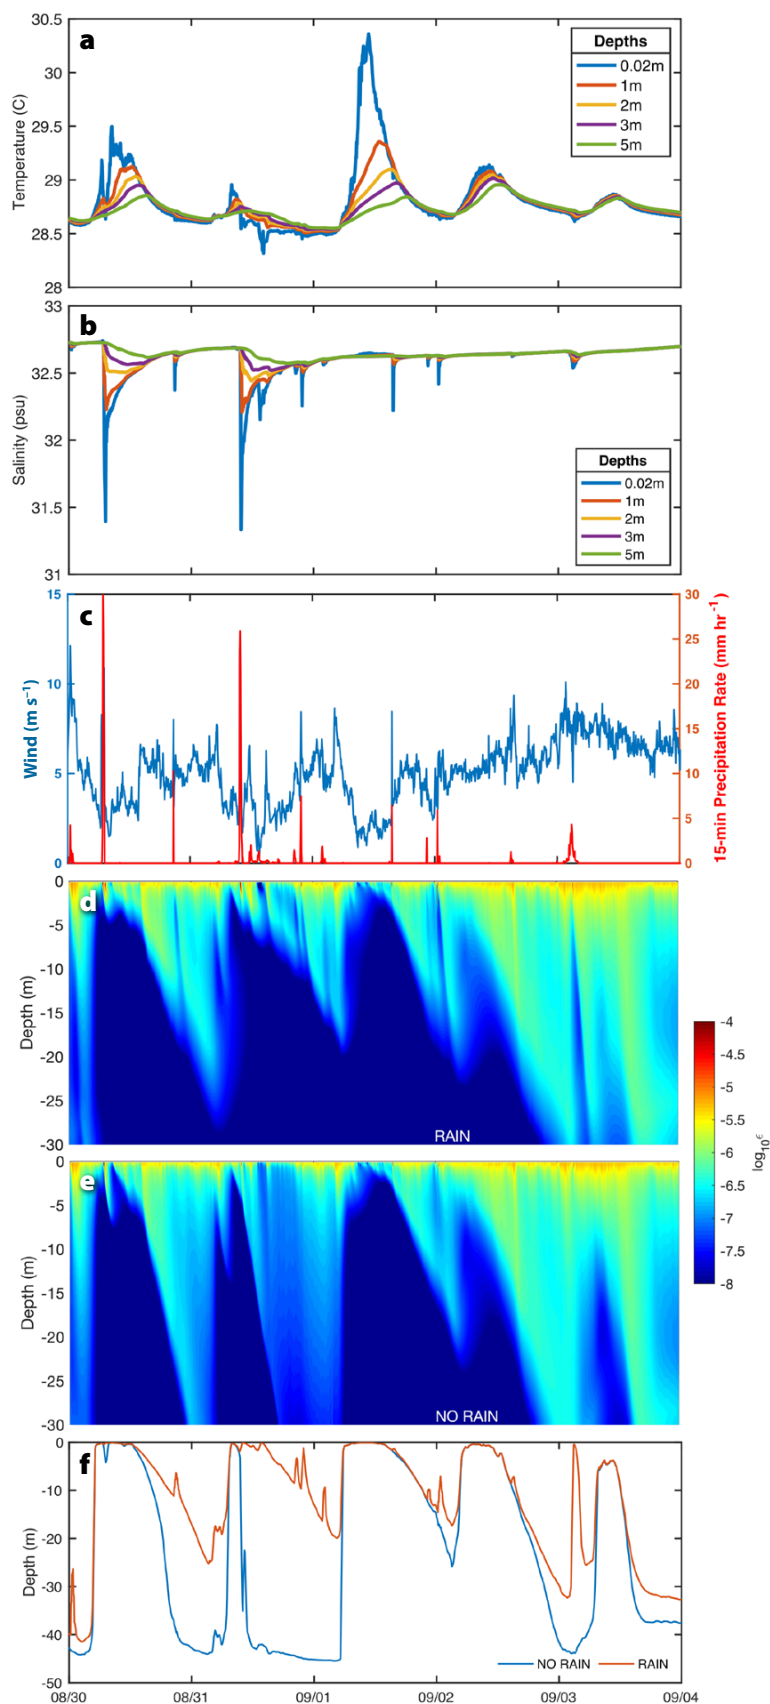 a
30.5
30
29.5
29
28.5
28
Temperature (C)
Depths
0.02m
1m
2m
3m
5m
b
33
32.5
32
31.5
31
Salinity (psu)
Depths
0.02m
1m
2m
3m
5m
c
15
10
5
0
Wind (m s⁻¹)
30
25
20
15
10
5
0
15-min Precipitation Rate (mm hr⁻¹)
d
0
-5
-10
-15
-20
-25
-30
Depth (m)
RAIN
e
0
-5
-10
-15
-20
-25
-30
Depth (m)
NO RAIN
-4
-4.5
-5
-5.5
-6
-6.5
-7
-7.5
-8
log₁₀ε
f
0
-10
-20
-30
-40
-50
Depth (m)
NO RAIN
RAIN
08/30 08/31 09/01 09/02 09/03 09/04